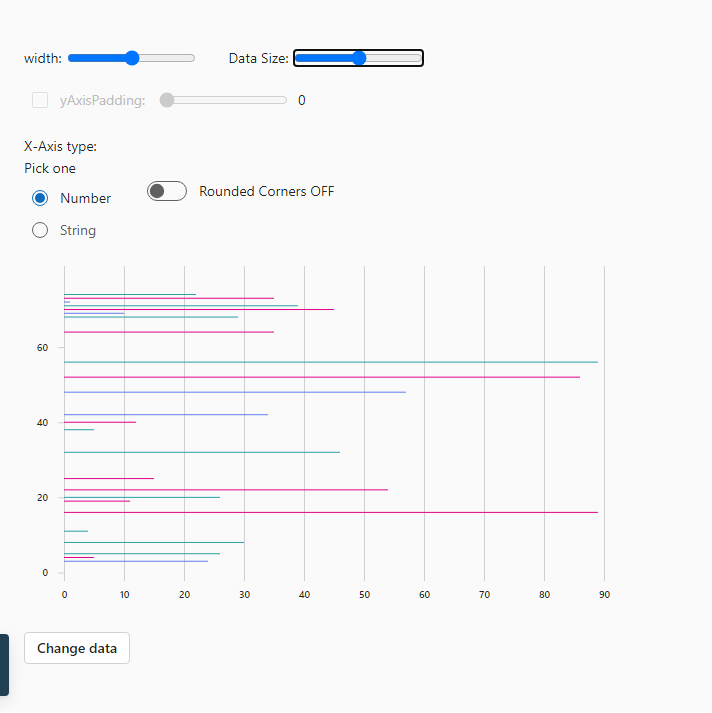 width: Data Size:
yAxisPadding: 0
X-Axis type:
Pick one
Number
Rounded Corners OFF
String
60
40
20
0
0 10 20 30 40 50 60 70 80 90
Change data